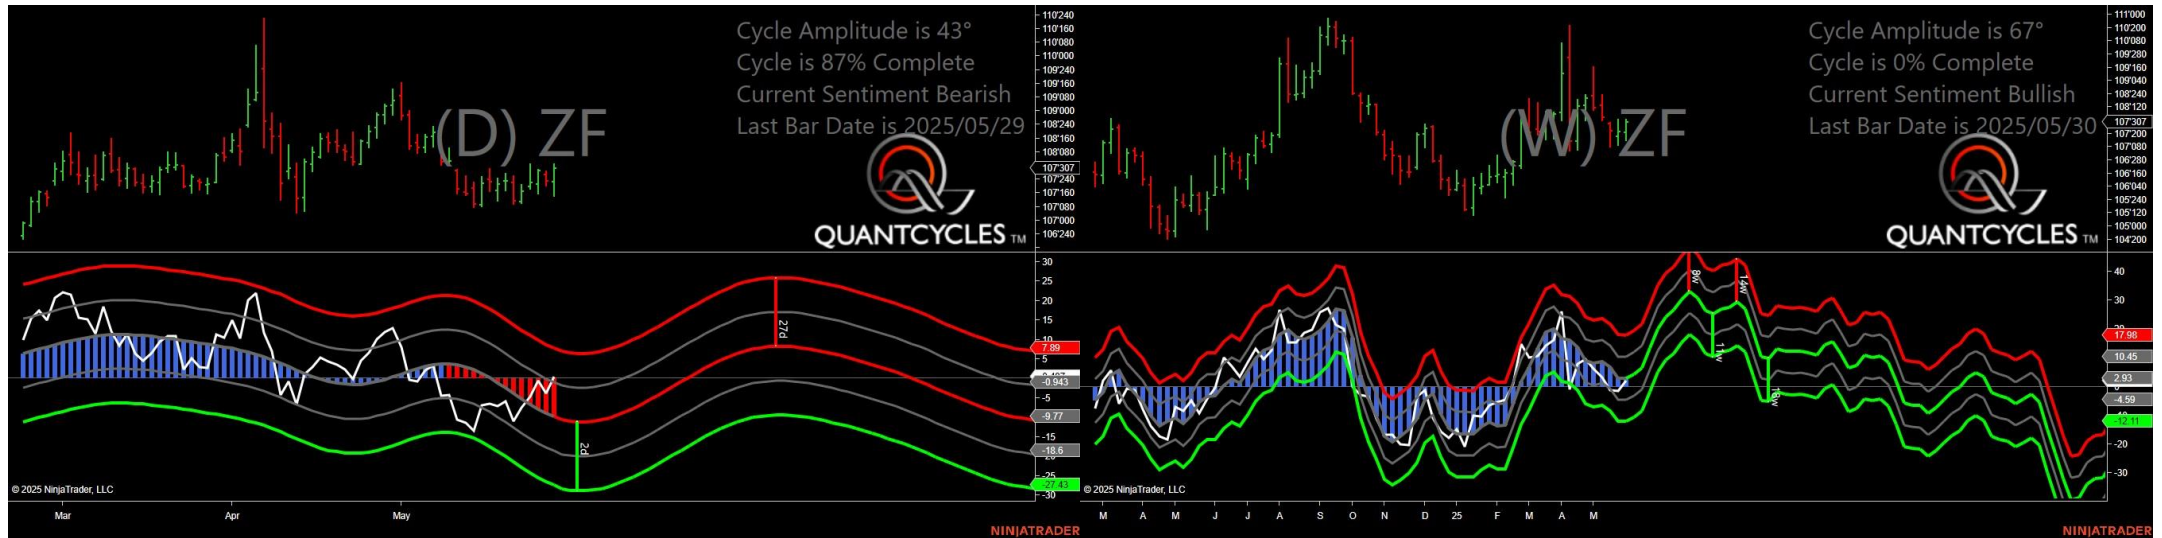 Cycle Amplitude is 43°
Cycle is 87% Complete
Current Sentiment Bearish
Last Bar Date is 2025/05/29
(D) ZF
QUANTCYCLES TM
110'240
110'160
110'080
110'000
109'240
109'160
109'080
109'000
108'240
108'160
108'080
107'307
107'240
107'160
107'080
107'000
106'240
30
25
20
15
10
7.89
5
-0.943
-5
-9.77
-15
-18.6
-25
-27.43
-30
27d
2d
© 2025 NinjaTrader, LLC
Mar
Apr
May
NINJATRADER
Cycle Amplitude is 67°
Cycle is 0% Complete
Current Sentiment Bullish
Last Bar Date is 2025/05/30
(W) ZF
QUANTCYCLES TM
111'000
110'200
110'080
109'280
109'160
109'040
108'240
108'120
107'307
107'200
107'080
106'280
106'160
106'040
105'240
105'120
105'000
104'200
40
30
17.98
10.45
2.93
-4.59
-12.11
-20
-30
8w
14w
11w
18w
© 2025 NinjaTrader, LLC
M A M J J A S O N D 25 F M A M
NINJATRADER